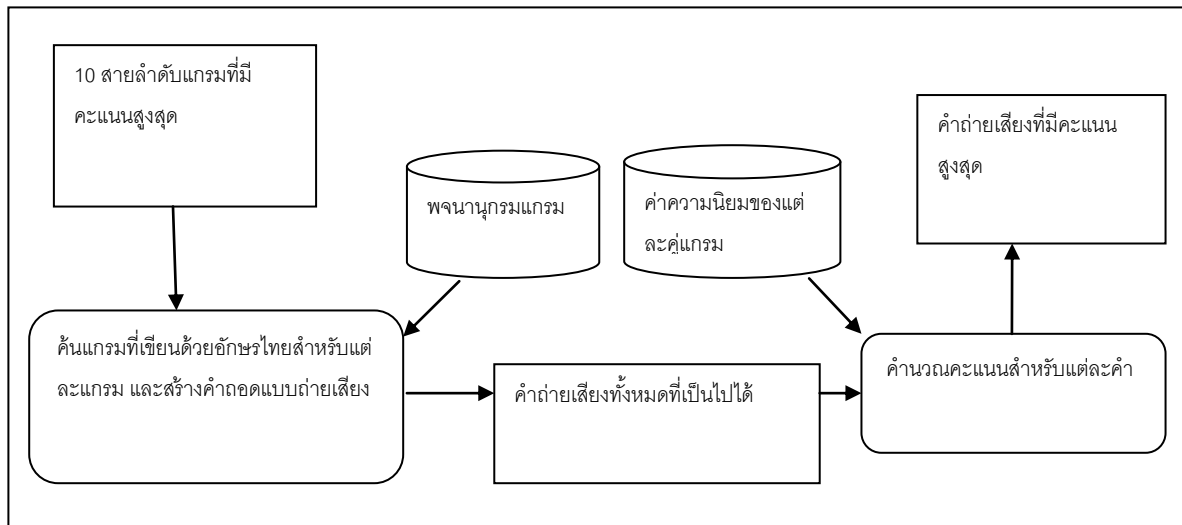 10 สายลำดับแกรมที่มี
คะแนนสูงสุด
คำถ่ายเสียงที่มีคะแนน
สูงสุด
พจนานุกรมแกรม
ค่าความนิยมของแต่
ละคู่แกรม
ค้นแกรมที่เขียนด้วยอักษรไทยสำหรับแต่
ละแกรม และสร้างคำถอดแบบถ่ายเสียง
คำถ่ายเสียงทั้งหมดที่เป็นไปได้
คำนวณคะแนนสำหรับแต่ละคำ